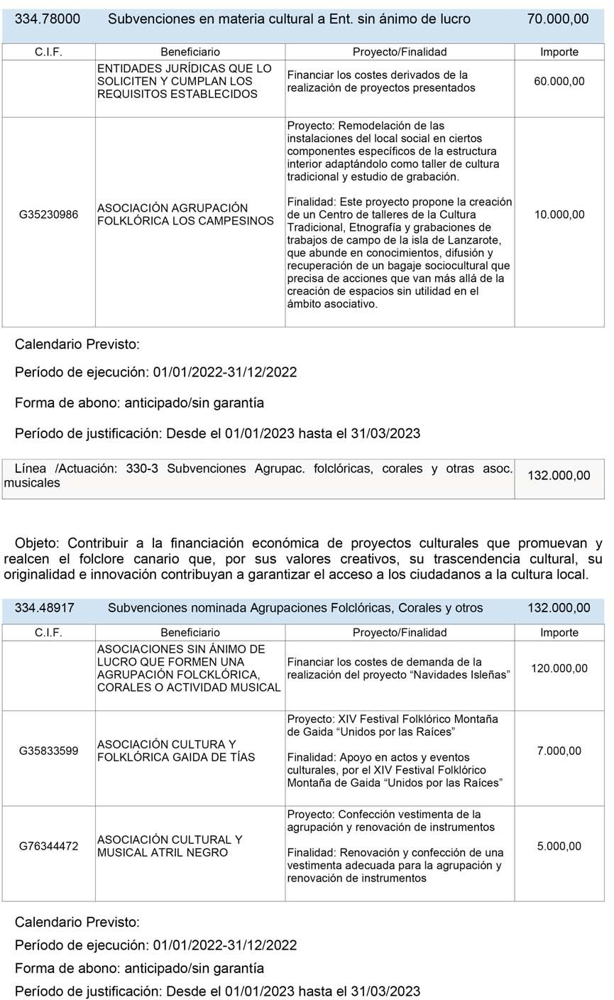 334.78000 Subvenciones en materia cultural a Ent. sin ánimo de lucro 70.000,00
C.I.F. Beneficiario Proyecto/Finalidad Importe
ENTIDADES JURÍDICAS QUE LO
SOLICITEN Y CUMPLAN LOS
REQUISITOS ESTABLECIDOS
Financiar los costes derivados de la
realización de proyectos presentados
60.000,00
G35230986
ASOCIACIÓN AGRUPACIÓN
FOLKLÓRICA LOS CAMPESINOS
Proyecto: Remodelación de las
instalaciones del local social en ciertos
componentes específicos de la estructura
interior adaptándolo como taller de cultura
tradicional y estudio de grabación.
Finalidad: Este proyecto propone la creación
de un Centro de talleres de la Cultura
Tradicional, Etnografía y grabaciones de
trabajos de campo de la isla de Lanzarote,
que abunde en conocimientos, difusión y
recuperación de un bagaje sociocultural que
precisa de acciones que van más allá de la
creación de espacios sin utilidad en el
ámbito asociativo.
10.000,00
Calendario Previsto:
Período de ejecución: 01/01/2022-31/12/2022
Forma de abono: anticipado/sin garantía
Período de justificación: Desde el 01/01/2023 hasta el 31/03/2023
Línea /Actuación: 330-3 Subvenciones Agrupac. folclóricas, corales y otras asoc.
musicales
132.000,00
Objeto: Contribuir a la financiación económica de proyectos culturales que promuevan y
realcen el folclore canario que, por sus valores creativos, su trascendencia cultural, su
originalidad e innovación contribuyan a garantizar el acceso a los ciudadanos a la cultura local.
334.48917 Subvenciones nominada Agrupaciones Folclóricas, Corales y otros 132.000,00
C.I.F. Beneficiario Proyecto/Finalidad Importe
ASOCIACIONES SIN ÁNIMO DE
LUCRO QUE FORMEN UNA
AGRUPACIÓN FOLCKLÓRICA,
CORALES O ACTIVIDAD MUSICAL
Financiar los costes de demanda de la
realización del proyecto “Navidades Isleñas”
120.000,00
G35833599
ASOCIACIÓN CULTURA Y
FOLKLÓRICA GAIDA DE TÍAS
Proyecto: XIV Festival Folklórico Montaña
de Gaida “Unidos por las Raíces”
Finalidad: Apoyo en actos y eventos
culturales, por el XIV Festival Folklórico
Montaña de Gaida “Unidos por las Raíces”
7.000,00
G76344472
ASOCIACIÓN CULTURAL Y
MUSICAL ATRIL NEGRO
Proyecto: Confección vestimenta de la
agrupación y renovación de instrumentos
Finalidad: Renovación y confección de una
vestimenta adecuada para la agrupación y
renovación de instrumentos
5.000,00
Calendario Previsto:
Período de ejecución: 01/01/2022-31/12/2022
Forma de abono: anticipado/sin garantía
Período de justificación: Desde el 01/01/2023 hasta el 31/03/2023